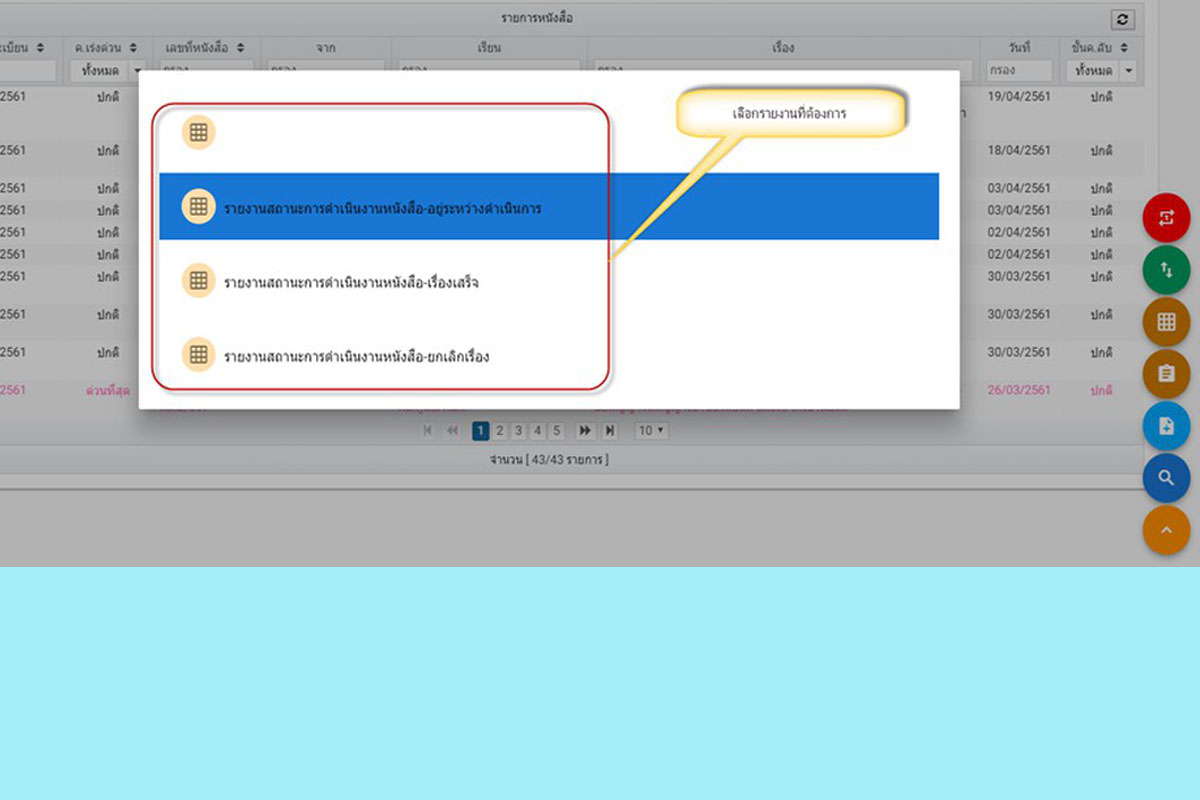 รายการหนังสือ
ค.เร่งด่วน เลขที่หนังสือ จาก เรียน เรื่อง วันที่ ชั้นค.ลับ
ทั้งหมด กรอง กรอง กรอง กรอง กรอง ทั้งหมด
2561 ปกติ 19/04/2561 ปกติ
เลือกรายงานที่ต้องการ
2561 ปกติ 18/04/2561 ปกติ
2561 ปกติ 03/04/2561 ปกติ
รายงานสถานะการดำเนินงานหนังสือ-อยู่ระหว่างดำเนินการ
2561 ปกติ 03/04/2561 ปกติ
2561 ปกติ 02/04/2561 ปกติ
2561 ปกติ 02/04/2561 ปกติ
2561 ปกติ 30/03/2561 ปกติ
รายงานสถานะการดำเนินงานหนังสือ-เรื่องเสร็จ
2561 ปกติ 30/03/2561 ปกติ
2561 ปกติ 30/03/2561 ปกติ
รายงานสถานะการดำเนินงานหนังสือ-ยกเลิกเรื่อง
2561 ด่วนที่สุด 26/03/2561 ปกติ
1 2 3 4 5 10
จำนวน [ 43/43 รายการ ]